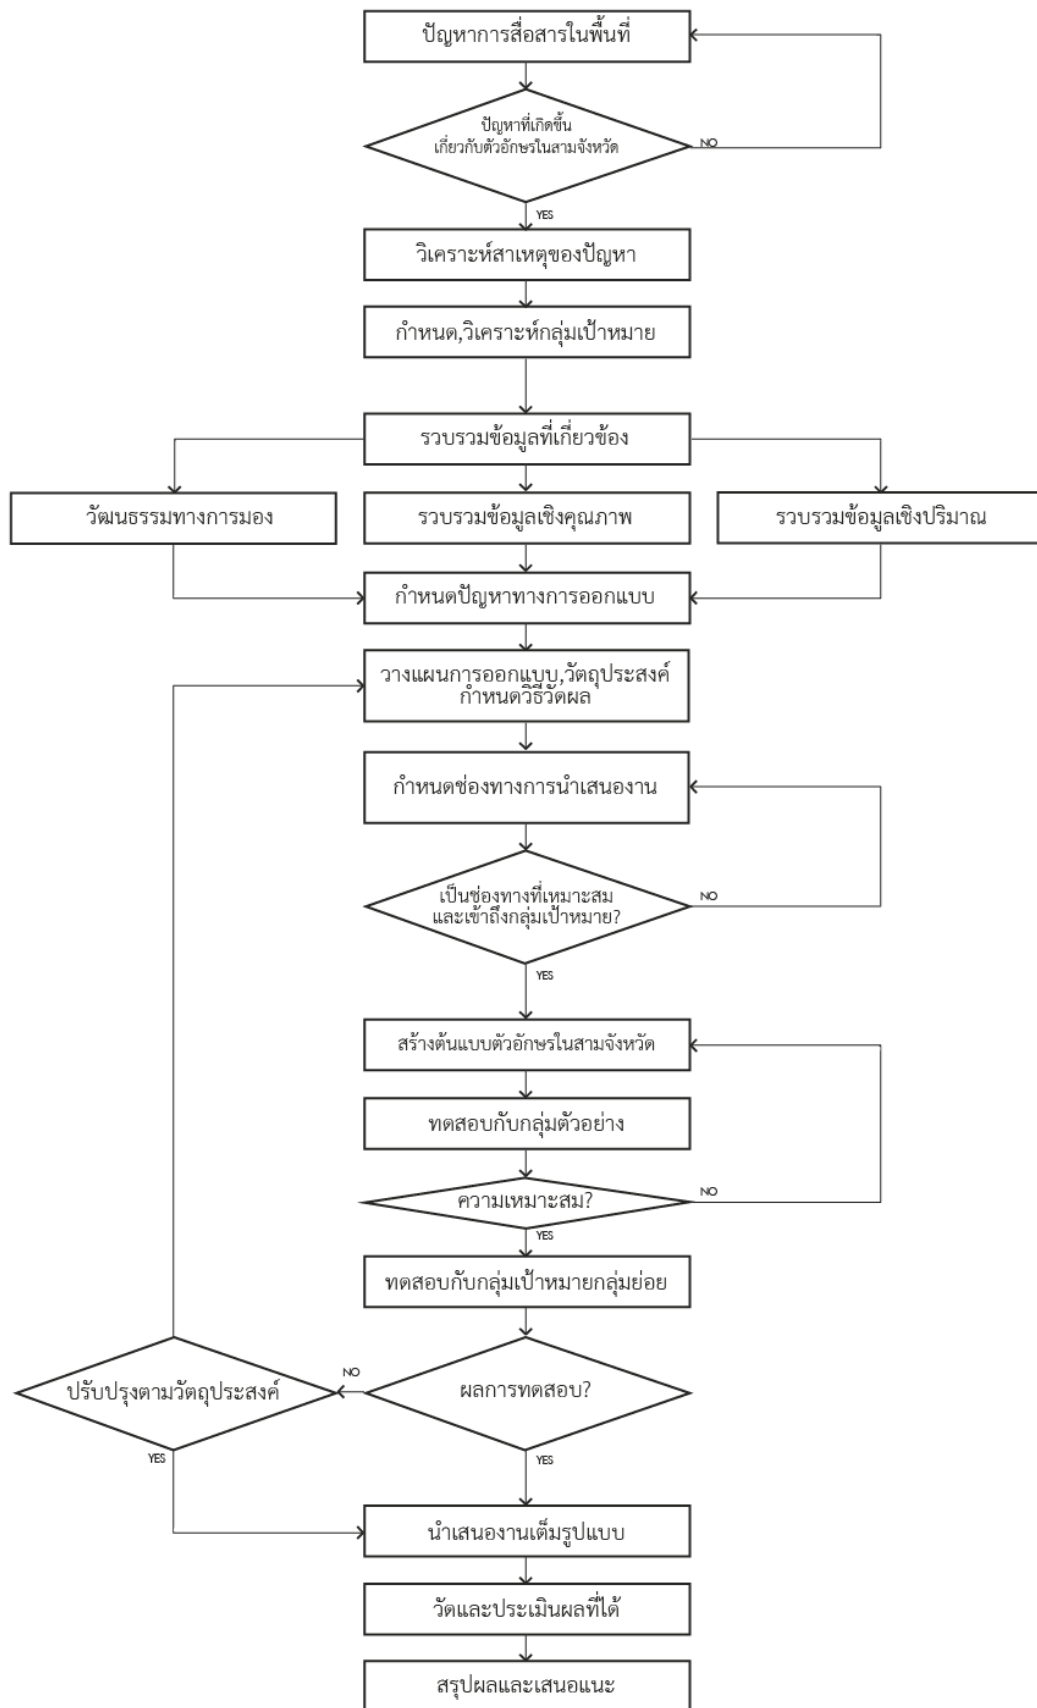 ปัญหาการสื่อสารในพื้นที่
ปัญหาที่เกิดขึ้น
เกี่ยวกับตัวอักษรในสามจังหวัด
NO
YES
วิเคราะห์สาเหตุของปัญหา
กำหนด,วิเคราะห์กลุ่มเป้าหมาย
รวบรวมข้อมูลที่เกี่ยวข้อง
วัฒนธรรมทางการมอง
รวบรวมข้อมูลเชิงคุณภาพ
รวบรวมข้อมูลเชิงปริมาณ
กำหนดปัญหาทางการออกแบบ
วางแผนการออกแบบ,วัตถุประสงค์
กำหนดวิธีวัดผล
กำหนดช่องทางการนำเสนองาน
เป็นช่องทางที่เหมาะสม
และเข้าถึงกลุ่มเป้าหมาย?
NO
YES
สร้างต้นแบบตัวอักษรในสามจังหวัด
ทดสอบกับกลุ่มตัวอย่าง
ความเหมาะสม?
NO
YES
ทดสอบกับกลุ่มเป้าหมายกลุ่มย่อย
ปรับปรุงตามวัตถุประสงค์
NO
ผลการทดสอบ?
YES
YES
นำเสนองานเต็มรูปแบบ
วัดและประเมินผลที่ได้
สรุปผลและเสนอแนะ